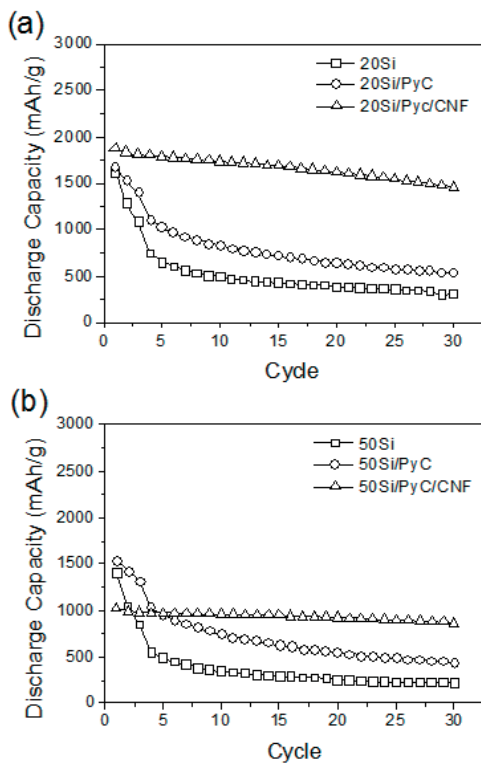 (a)
3000
2500
2000
1500
1000
500
0
Discharge Capacity (mAh/g)
20Si
20Si/PyC
20Si/Pyc/CNF
0 5 10 15 20 25 30
Cycle
(b)
3000
2500
2000
1500
1000
500
0
Discharge Capacity (mAh/g)
50Si
50Si/PyC
50Si/PyC/CNF
0 5 10 15 20 25 30
Cycle